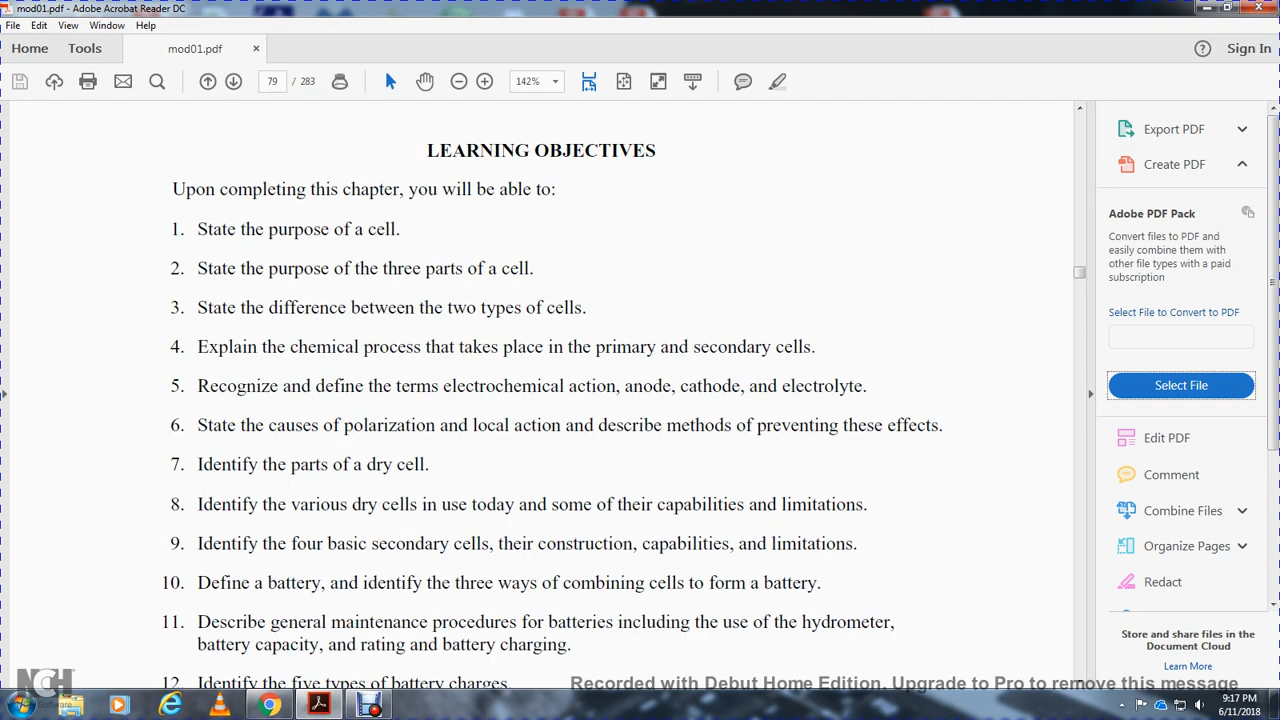 mod01.pdf - Adobe Acrobat Reader DC
File Edit View Window Help
Home Tools mod01.pdf × Sign In
79 / 283 142%
LEARNING OBJECTIVES
Upon completing this chapter, you will be able to:
1. State the purpose of a cell.
2. State the purpose of the three parts of a cell.
3. State the difference between the two types of cells.
4. Explain the chemical process that takes place in the primary and secondary cells.
5. Recognize and define the terms electrochemical action, anode, cathode, and electrolyte.
6. State the causes of polarization and local action and describe methods of preventing these effects.
7. Identify the parts of a dry cell.
8. Identify the various dry cells in use today and some of their capabilities and limitations.
9. Identify the four basic secondary cells, their construction, capabilities, and limitations.
10. Define a battery, and identify the three ways of combining cells to form a battery.
11. Describe general maintenance procedures for batteries including the use of the hydrometer,
battery capacity, and rating and battery charging.
12. Identify the five types of battery charges.
Export PDF
Create PDF
Adobe PDF Pack
Convert files to PDF and
easily combine them with
other file types with a paid
subscription
Select File to Convert to PDF
Select File
Edit PDF
Comment
Combine Files
Organize Pages
Redact
Store and share files in the
Document Cloud
Learn More
NCH
Software
Recorded with Debut Home Edition. Upgrade to Pro to remove this message
9:17 PM
6/11/2018